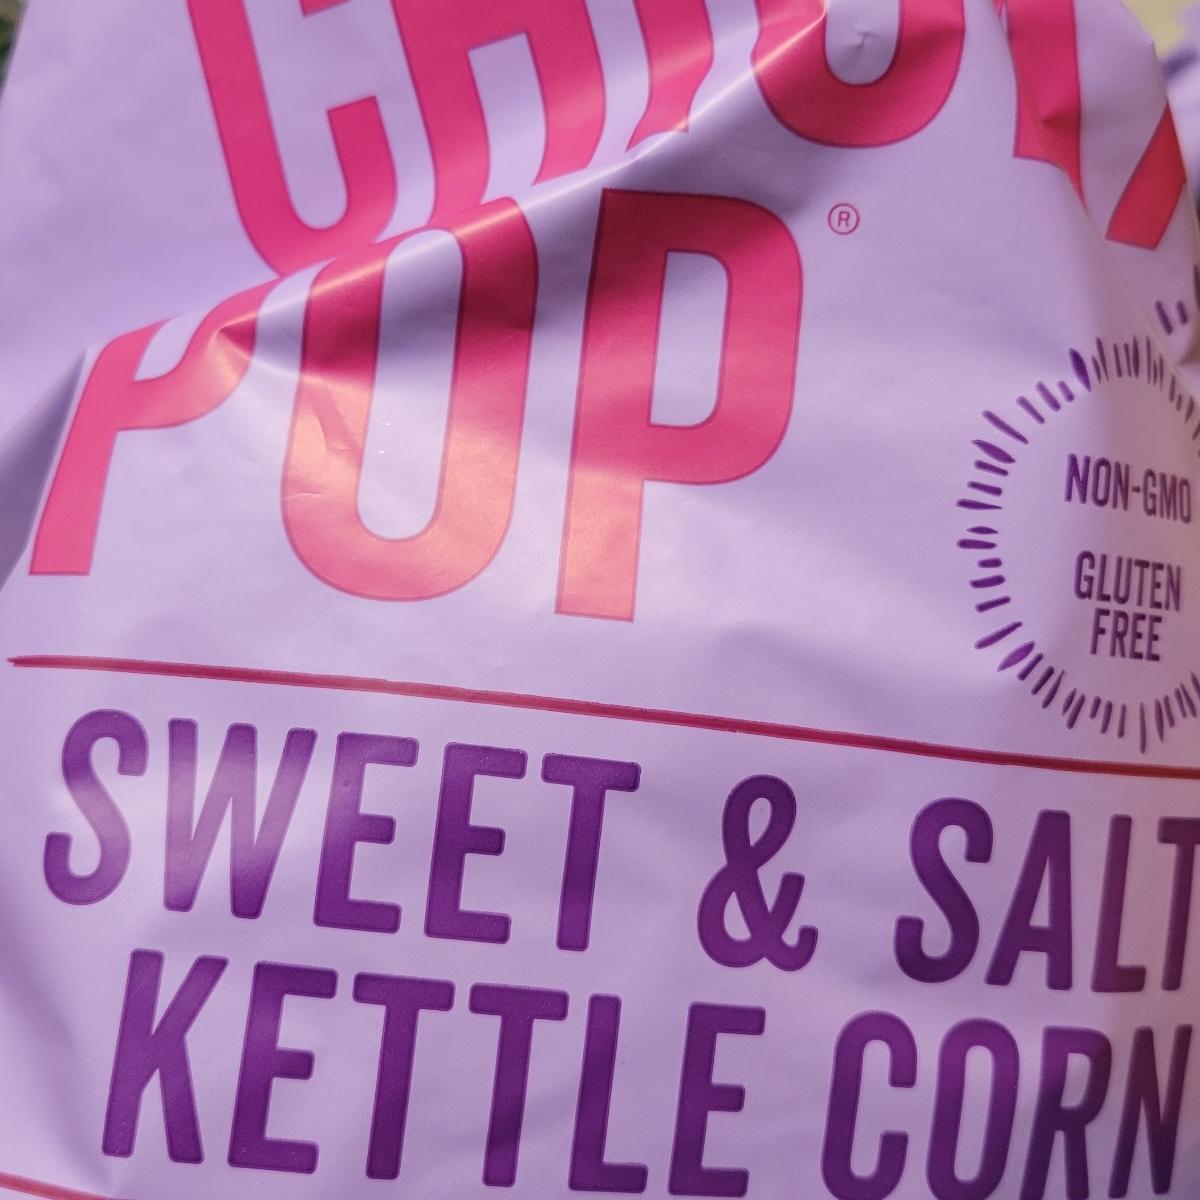 POP®
NON-GMO
GLUTEN
FREE
SWEET & SALT
KETTLE CORN